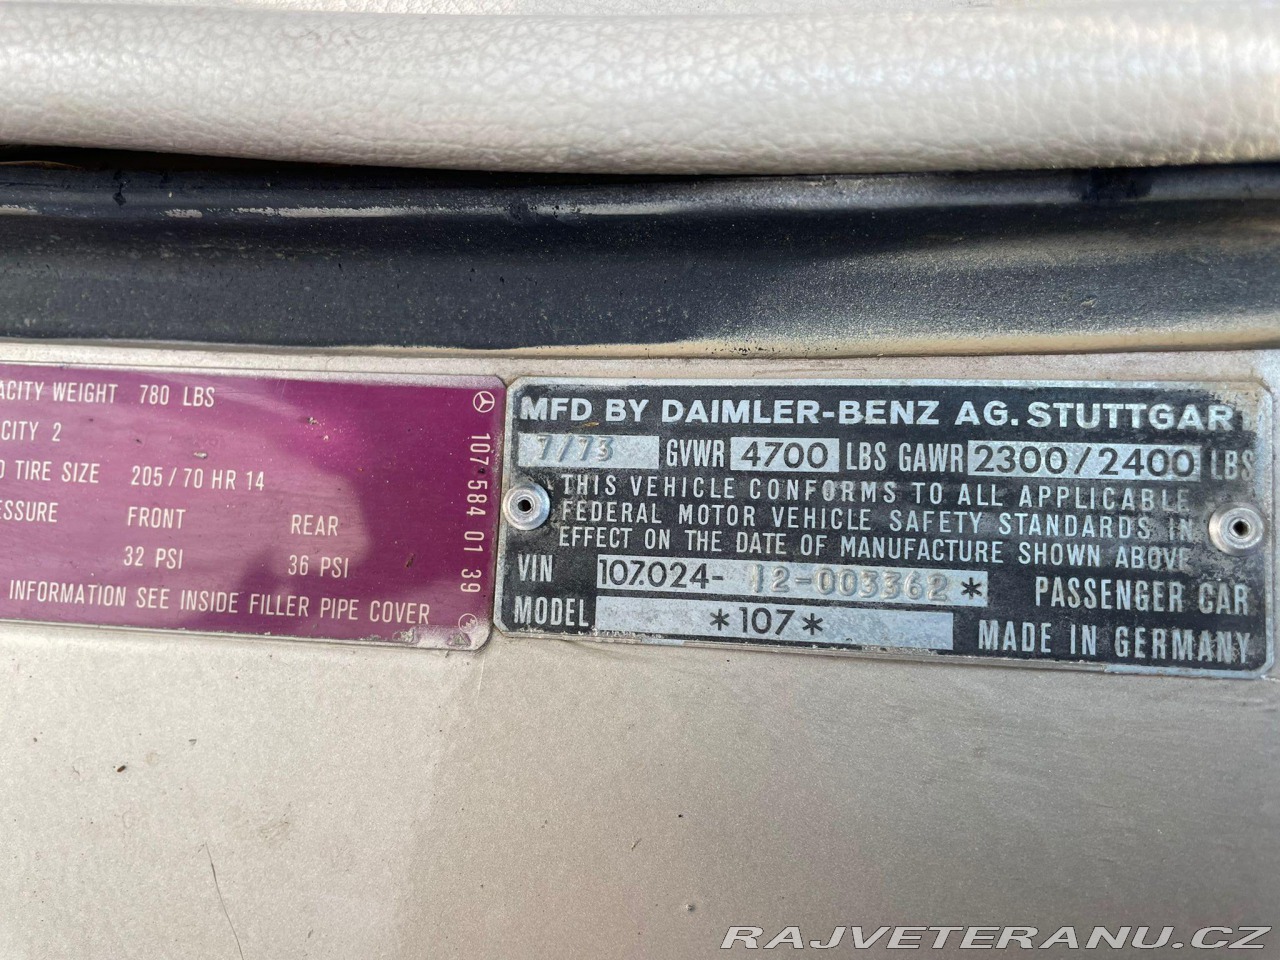 ACITY WEIGHT 780 LBS
CITY 2
TIRE SIZE 205/70 HR 14
ESSURE FRONT REAR
32 PSI 36 PSI
INFORMATION SEE INSIDE FILLER PIPE COVER
107 584 01 39
MFD BY DAIMLER-BENZ AG. STUTTGART
7/73 GVWR 4700 LBS GAWR 2300/2400 LBS
THIS VEHICLE CONFORMS TO ALL APPLICABLE
FEDERAL MOTOR VEHICLE SAFETY STANDARDS IN
EFFECT ON THE DATE OF MANUFACTURE SHOWN ABOVE
VIN 107.024-12-003362* PASSENGER CAR
MODEL *107* MADE IN GERMANY
RAJVETERANU.CZ